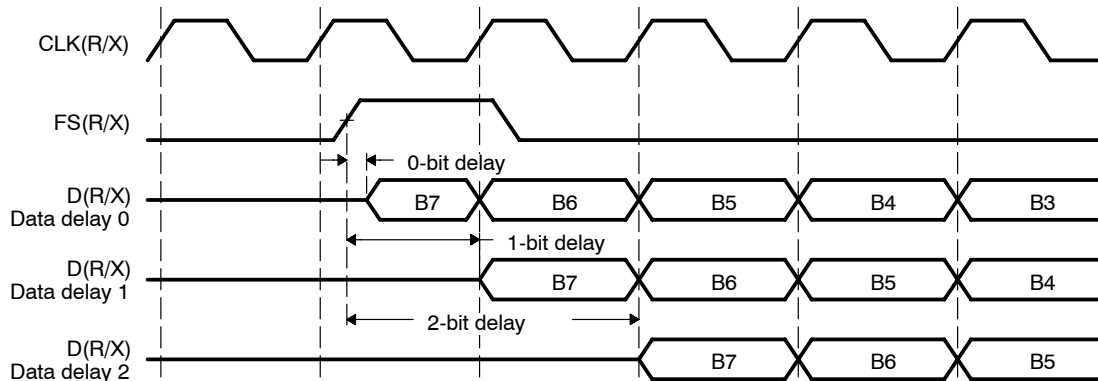 CLK(R/X)
FS(R/X)
0-bit delay
D(R/X)
Data delay 0
B7 B6 B5 B4 B3
1-bit delay
D(R/X)
Data delay 1
B7 B6 B5 B4
2-bit delay
D(R/X)
Data delay 2
B7 B6 B5